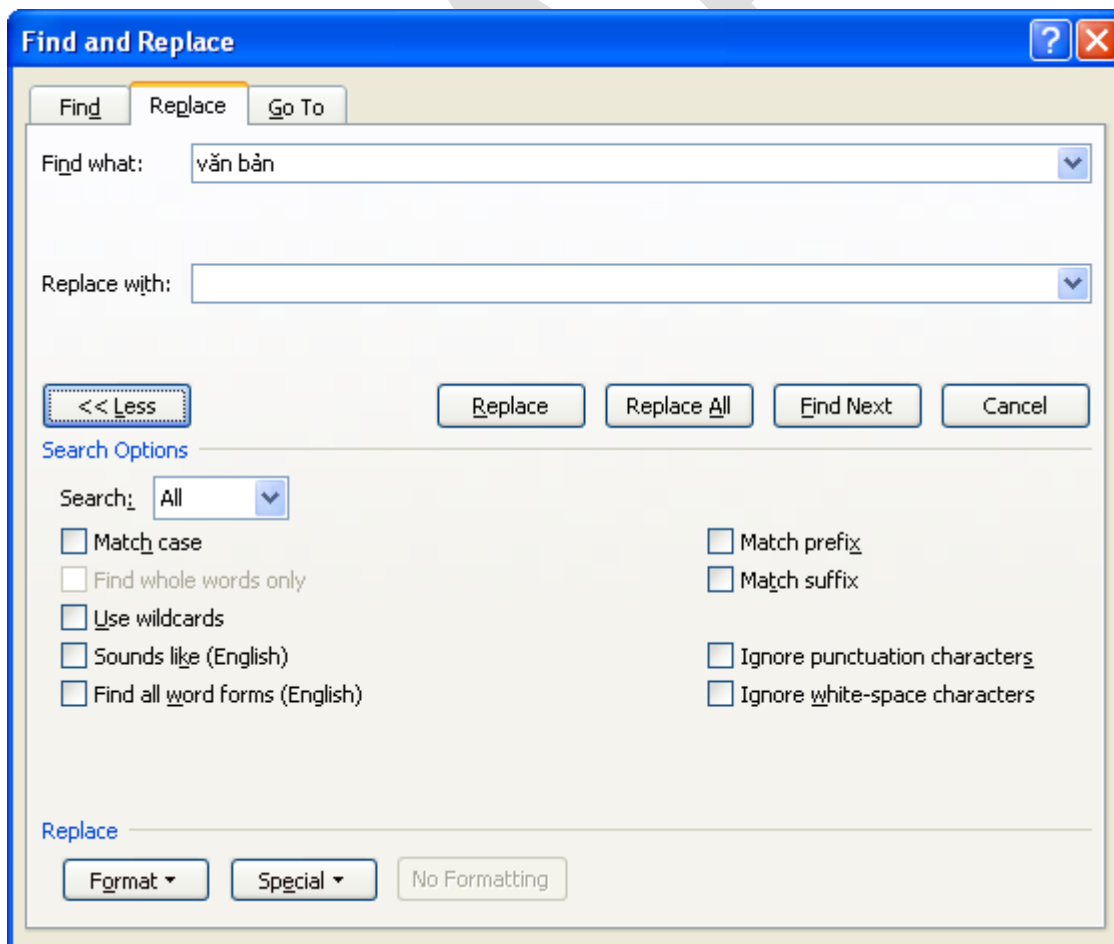 Find and Replace
Find Replace Go To
Find what: văn bản
Replace with:
<< Less Replace Replace All Find Next Cancel
Search Options
Search: All
Match case Match prefix
Find whole words only Match suffix
Use wildcards
Sounds like (English) Ignore punctuation characters
Find all word forms (English) Ignore white-space characters
Replace
Format Special No Formatting